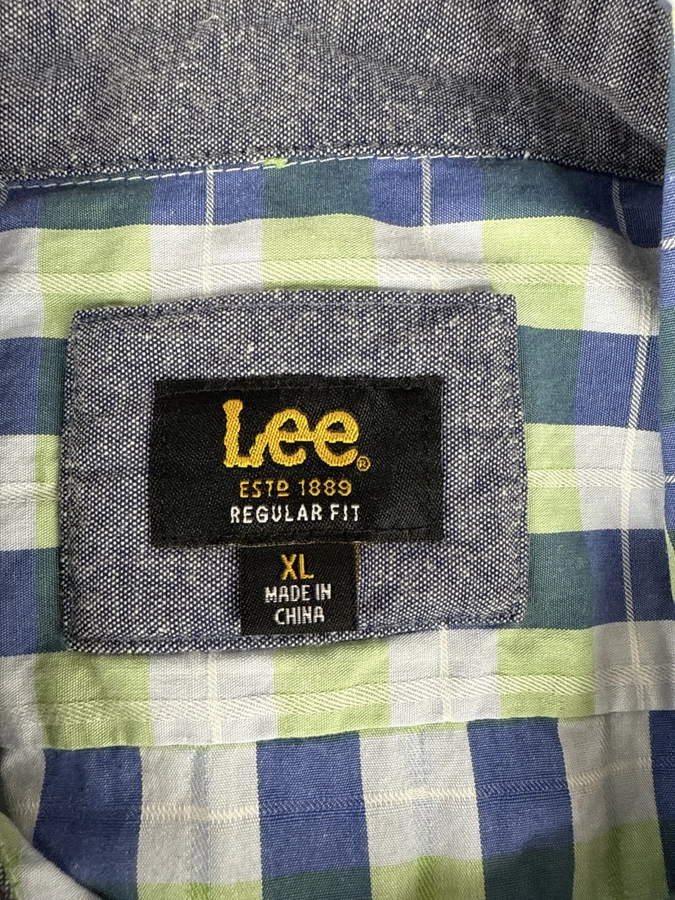 Lee®
ESTD 1889
REGULAR FIT
XL
MADE IN
CHINA